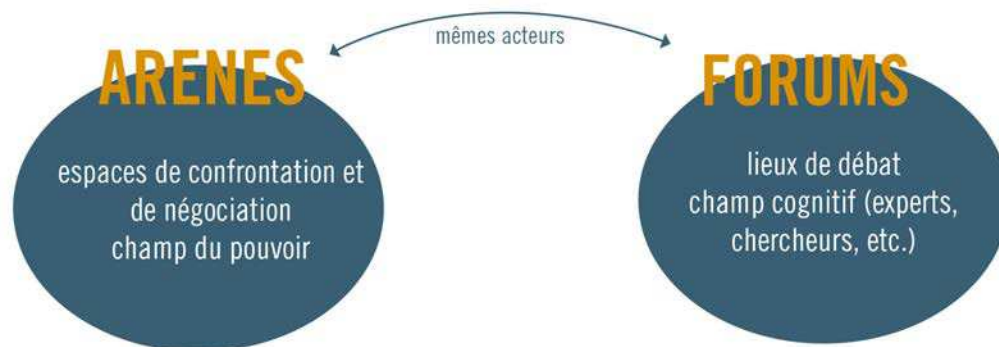 mêmes acteurs
ARENES
espaces de confrontation et
de négociation
champ du pouvoir
FORUMS
lieux de débat
champ cognitif (experts,
chercheurs, etc.)